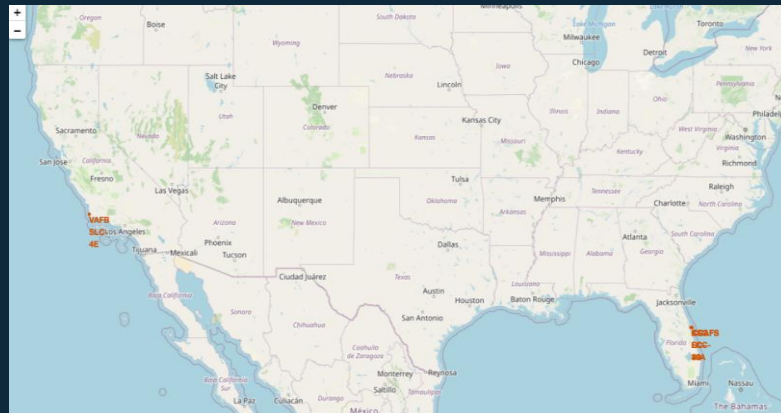 +
−
Oregon
Boise
Wyoming
South Dakota
Minneapolis
Milwaukee
Lake Michigan
Toronto
Detroit
New York
Chicago
Iowa
Nebraska
Lincoln
Salt Lake
City
Utah
Denver
Colorado
Kansas
Kansas City
Missouri
Illinois
Indiana
Ohio
Pennsylvania
West Virginia
Washington
Virginia
Richmond
Kentucky
Sacramento
Nevada
San Jose
California
Fresno
Las Vegas
Tulsa
Tennessee
Raleigh
Charlotte
North Carolina
Memphis
Albuquerque
New Mexico
Arizona
Oklahoma
Arkansas
VAFB
SLC-
4E
Los Angeles
Tijuana
Mexicali
Phoenix
Tucson
Dallas
Mississippi
Alabama
Atlanta
Georgia
South Carolina
Ciudad Juárez
Texas
Louisiana
Austin
Houston
Baton Rouge
San Antonio
Jacksonville
Florida
Baja California
Sonora
Chihuahua
Coahuila
de Zaragoza
Monterrey
Reynosa
Saltillo
Tamaulipas
Baja California
Sur
La Paz
Culiacán
Durango
México
Miami
Nassau
The Bahamas